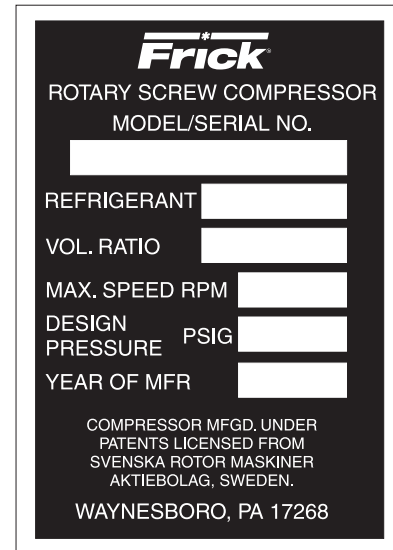 Frick®
ROTARY SCREW COMPRESSOR
MODEL/SERIAL NO.
REFRIGERANT
VOL. RATIO
MAX. SPEED RPM
DESIGN PRESSURE PSIG
YEAR OF MFR
COMPRESSOR MFGD. UNDER
PATENTS LICENSED FROM
SVENSKA ROTOR MASKINER
AKTIEBOLAG, SWEDEN.
WAYNESBORO, PA 17268